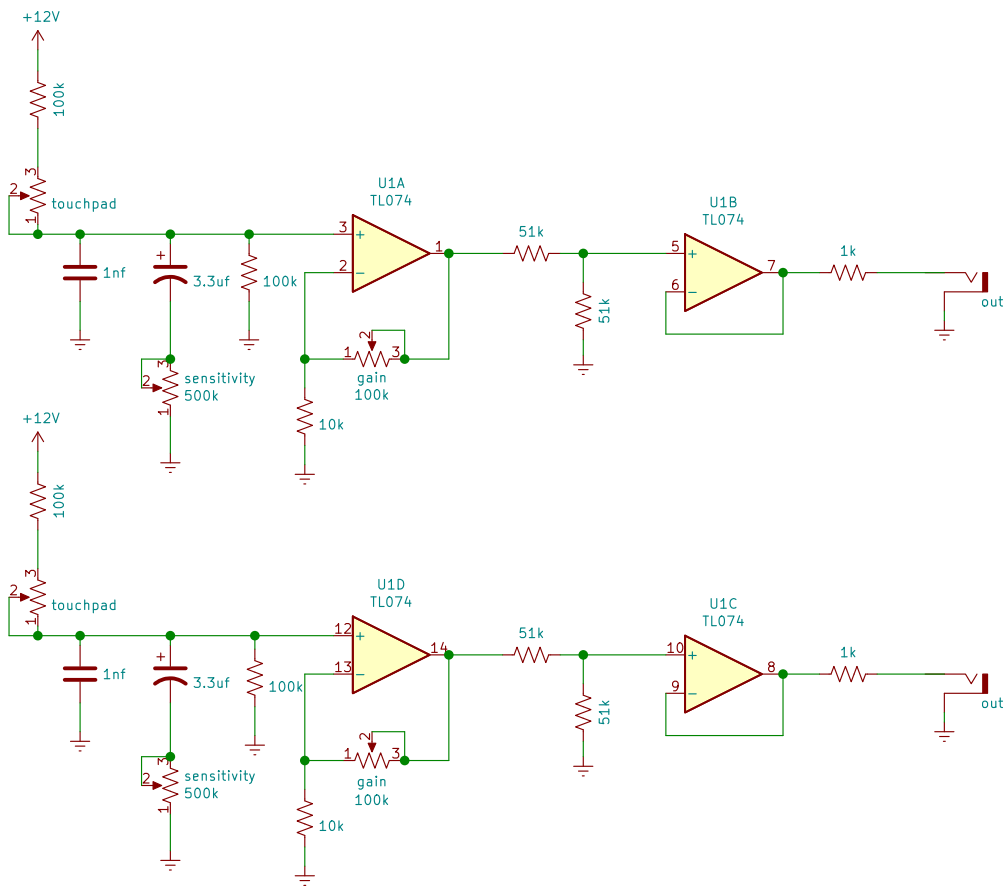 +12V
100k
3
2
touchpad
1
1nf
+
3.3uf
100k
3
2
sensitivity
500k
1
U1A
TL074
3
+
2
−
1
2
1
3
gain
100k
10k
51k
51k
U1B
TL074
5
+
6
−
7
1k
out
+12V
100k
3
2
touchpad
1
1nf
+
3.3uf
100k
3
2
sensitivity
500k
1
U1D
TL074
12
+
13
−
14
2
1
3
gain
100k
10k
51k
51k
U1C
TL074
10
+
9
−
8
1k
out